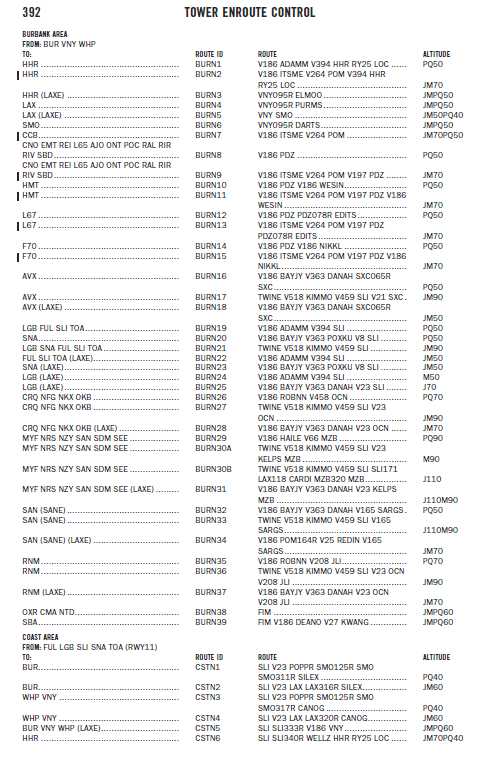 392
TOWER ENROUTE CONTROL
BURBANK AREA
FROM: BUR VNY WHP
TO: ROUTE ID ROUTE ALTITUDE
HHR BURN1 V186 ADAMM V394 HHR RY25 LOC PQ50
HHR BURN2 V186 ITSME V264 POM V394 HHR
RY25 LOC JM70
HHR (LAXE) BURN3 VNY095R ELMOO JMPQ50
LAX BURN4 VNY095R PURMS JMPQ50
LAX (LAXE) BURN5 VNY SMO JM50PQ40
SMO BURN6 VNY095R DARTS JMPQ50
CCB BURN7 V186 ITSME V264 POM JM70PQ50
CNO EMT REI L65 AJO ONT POC RAL RIR
RIV SBD BURN8 V186 PDZ PQ50
CNO EMT REI L65 AJO ONT POC RAL RIR
RIV SBD BURN9 V186 ITSME V264 POM V197 PDZ JM70
HMT BURN10 V186 PDZ V186 WESIN PQ50
HMT BURN11 V186 ITSME V264 POM V197 PDZ V186
WESIN JM70
L67 BURN12 V186 PDZ PDZ078R EDITS PQ50
L67 BURN13 V186 ITSME V264 POM V197 PDZ
PDZ078R EDITS JM70
F70 BURN14 V186 PDZ V186 NIKKL PQ50
F70 BURN15 V186 ITSME V264 POM V197 PDZ V186
NIKKL JM70
AVX BURN16 V186 BAYJY V363 DANAH SXC065R
SXC PQ50
AVX BURN17 TWINE V518 KIMMO V459 SLI V21 SXC JM90
AVX (LAXE) BURN18 V186 BAYJY V363 DANAH SXC065R
SXC JM50
LGB FUL SLI TOA BURN19 V186 ADAMM V394 SLI PQ50
SNA BURN20 V186 BAYJY V363 POXKU V8 SLI PQ50
LGB SNA FUL SLI TOA BURN21 TWINE V518 KIMMO V459 SLI JM90
FUL SLI TOA (LAXE) BURN22 V186 ADAMM V394 SLI JM50
SNA (LAXE) BURN23 V186 BAYJY V363 POXKU V8 SLI JM50
LGB (LAXE) BURN24 V186 ADAMM V394 SLI M50
LGB (LAXE) BURN25 V186 BAYJY V363 DANAH V23 SLI J70
CRQ NFG NKX OKB BURN26 V186 ROBNN V458 OCN PQ70
CRQ NFG NKX OKB BURN27 TWINE V518 KIMMO V459 SLI V23
OCN JM90
CRQ NFG NKX OKB (LAXE) BURN28 V186 BAYJY V363 DANAH V23 OCN JM70
MYF NRS NZY SAN SDM SEE BURN29 V186 HAILE V66 MZB PQ90
MYF NRS NZY SAN SDM SEE BURN30A TWINE V518 KIMMO V459 SLI V23
KELPS MZB M90
MYF NRS NZY SAN SDM SEE BURN30B TWINE V518 KIMMO V459 SLI SLI171
LAX118 CARDI MZB320 MZB J110
MYF NRS NZY SAN SDM SEE (LAXE) BURN31 V186 BAYJY V363 DANAH V23 KELPS
MZB J110M90
SAN (SANE) BURN32 V186 BAYJY V363 DANAH V165 SARGS PQ50
SAN (SANE) BURN33 TWINE V518 KIMMO V459 SLI V165
SARGS J110M90
SAN (SANE) (LAXE) BURN34 V186 POM164R V25 REDIN V165
SARGS JM70
RNM BURN35 V186 ROBNN V208 JLI PQ70
RNM BURN36 TWINE V518 KIMMO V459 SLI V23 OCN
V208 JLI JM90
RNM (LAXE) BURN37 V186 BAYJY V363 DANAH V23 OCN
V208 JLI JM70
OXR CMA NTD BURN38 FIM JMPQ60
SBA BURN39 FIM V186 DEANO V27 KWANG JMPQ60
COAST AREA
FROM: FUL LGB SLI SNA TOA (RWY11)
TO: ROUTE ID ROUTE ALTITUDE
BUR CSTN1 SLI V23 POPPR SMO125R SMO
SMO311R SILEX PQ40
BUR CSTN2 SLI V23 LAX LAX316R SILEX JM60
WHP VNY CSTN3 SLI V23 POPPR SMO125R SMO
SMO317R CANOG PQ40
WHP VNY CSTN4 SLI V23 LAX LAX320R CANOG JM60
BUR VNY WHP (LAXE) CSTN5 SLI SLI333R V186 VNY JMPQ60
HHR CSTN6 SLI SLI340R WELLZ HHR RY25 LOC JM70PQ40